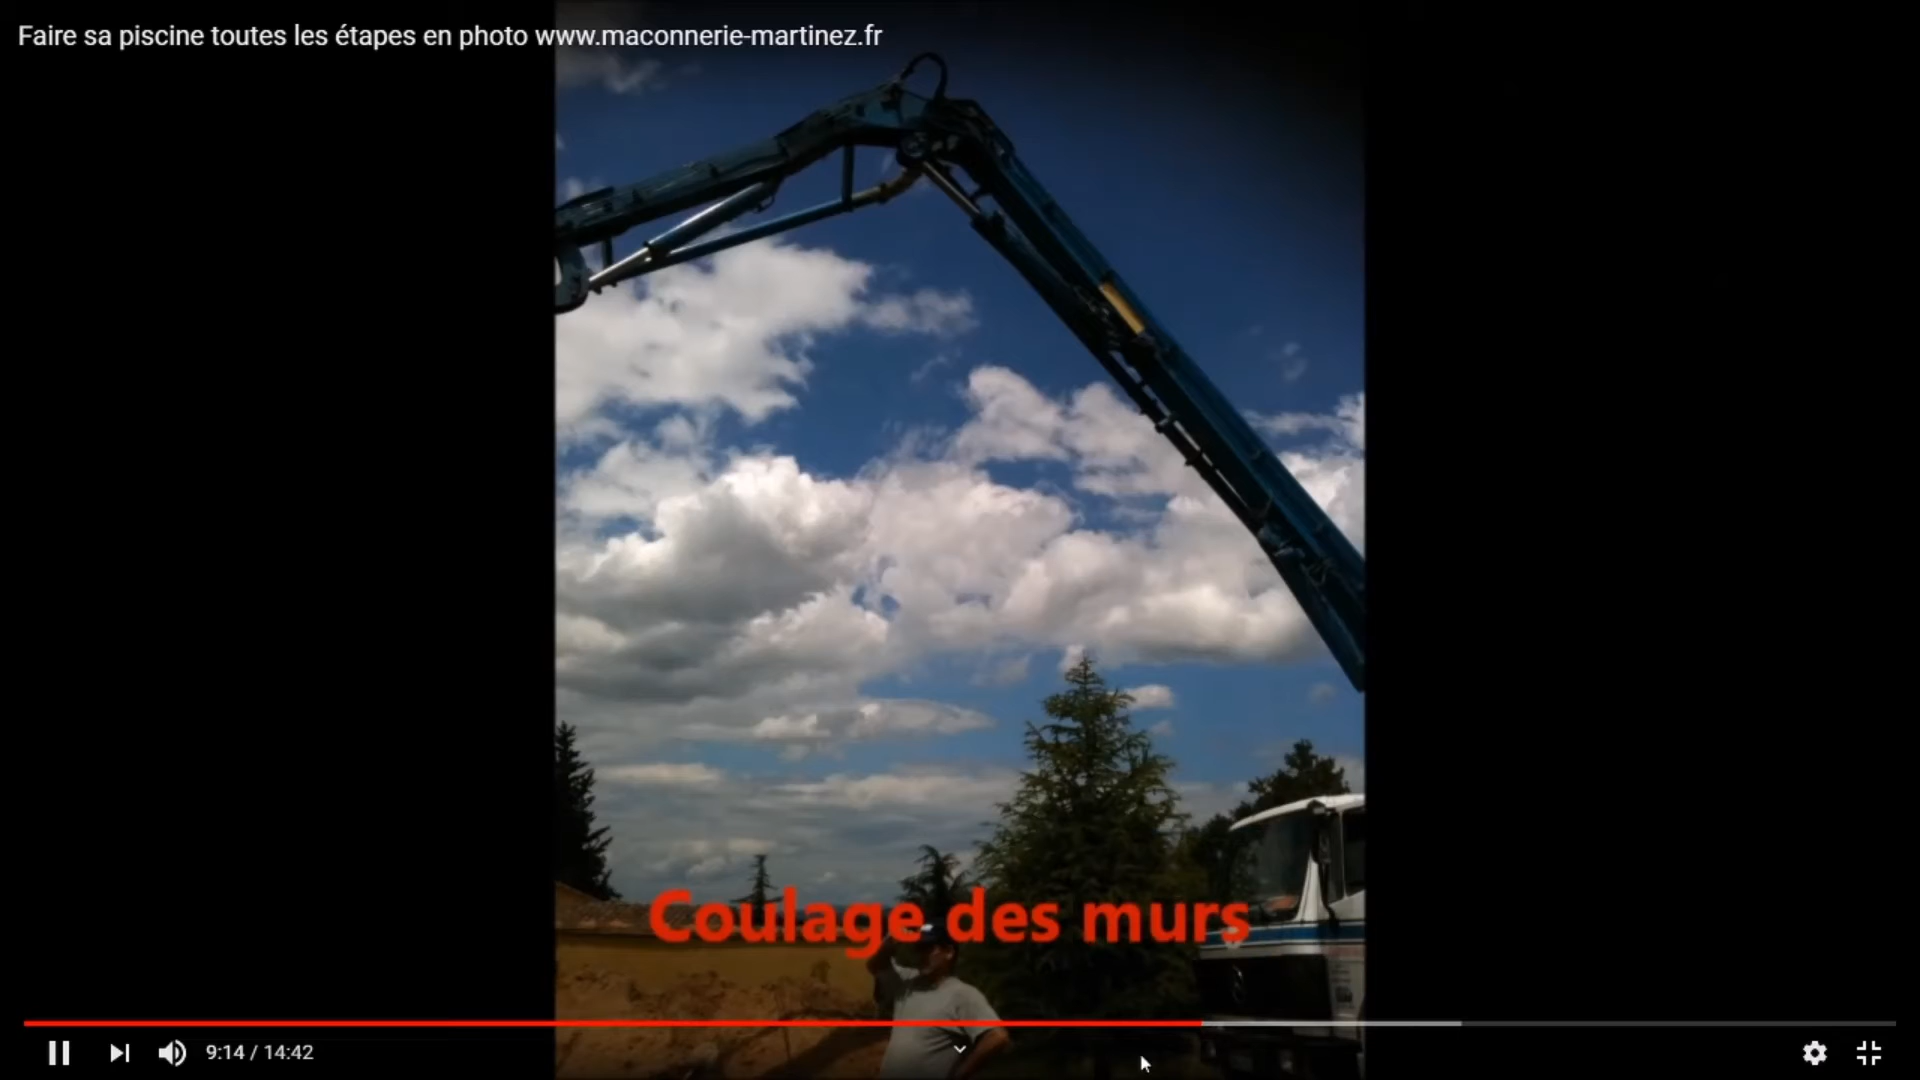 Faire sa piscine toutes les étapes en photo www.maconnerie-martinez.fr
Coulage des murs
9:14 / 14:42